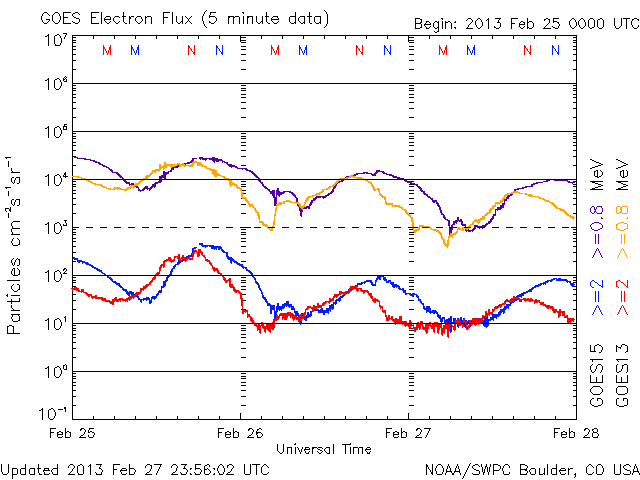 GOES Electron Flux (5 minute data)
Begin: 2013 Feb 25 0000 UTC
10⁷
M M N N M M N N M M N N
10⁶
10⁵
10⁴
10³
10²
10¹
10⁰
10⁻¹
Particles cm⁻²s⁻¹sr⁻¹
Feb 25 Feb 26 Feb 27 Feb 28
Universal Time
GOES15 >=2 >=0.8 MeV
GOES13 >=2 >=0.8 MeV
Updated 2013 Feb 27 23:56:02 UTC
NOAA/SWPC Boulder, CO USA